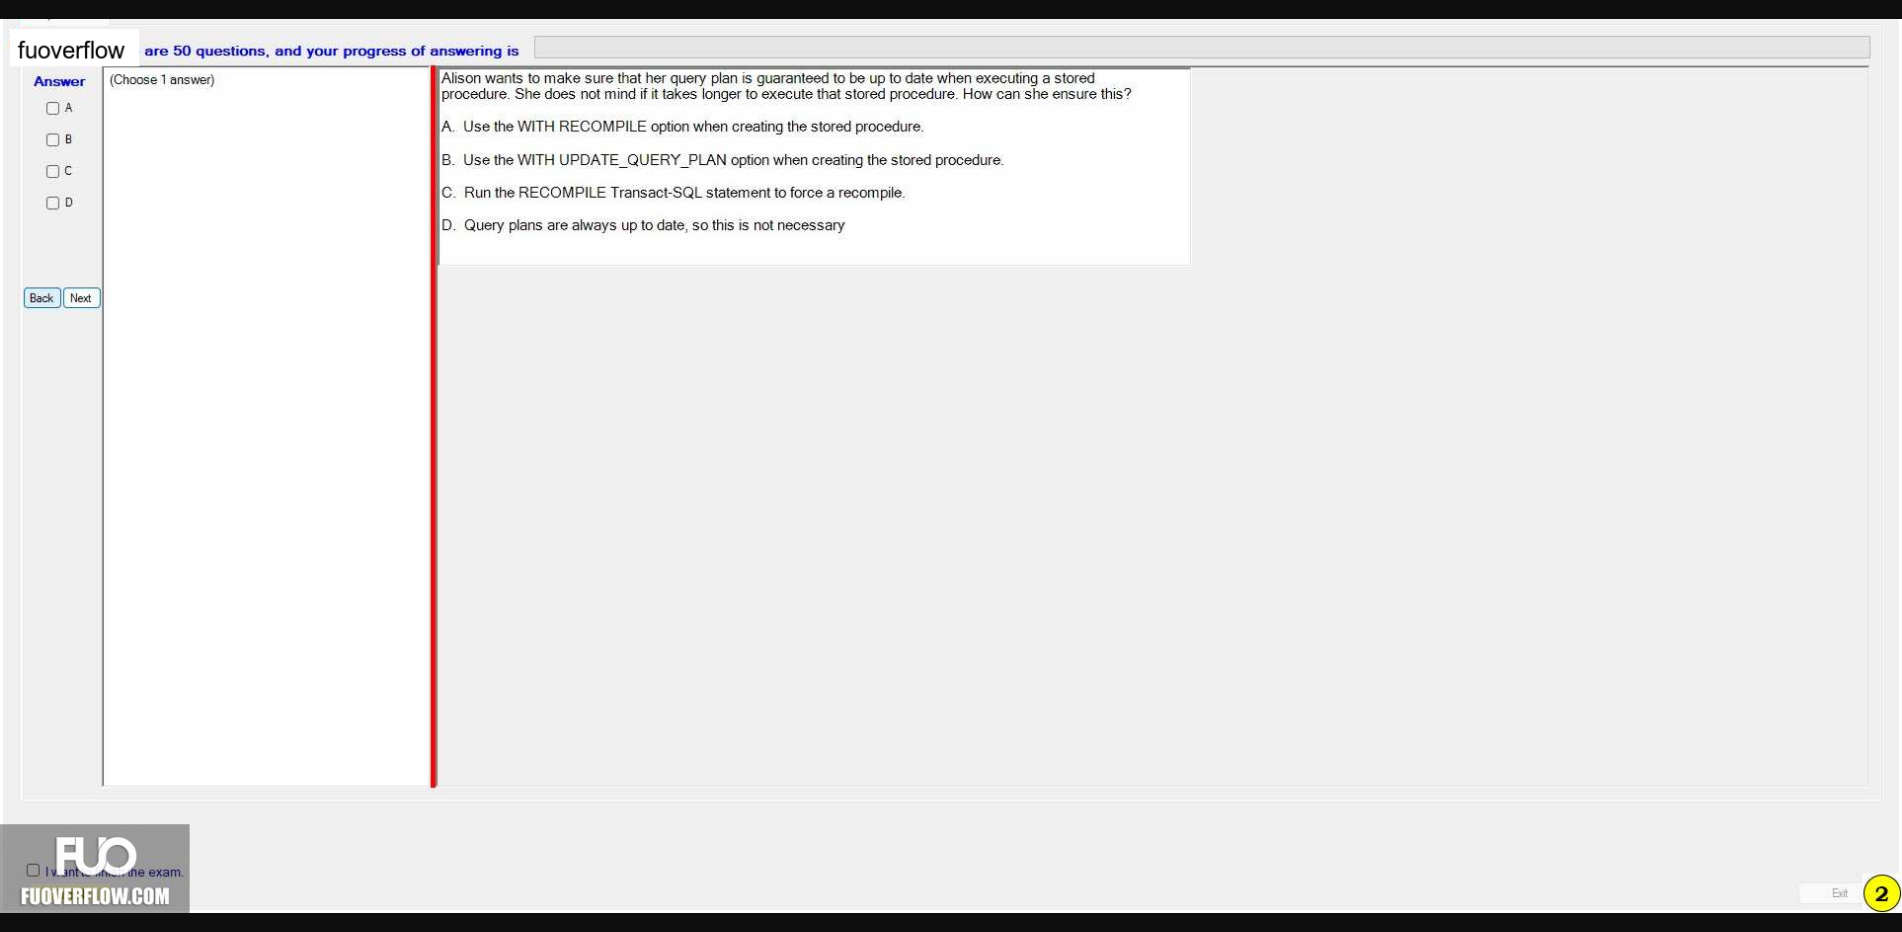 fuoverflow are 50 questions, and your progress of answering is
Answer
(Choose 1 answer)
A
B
C
D
Back Next
Alison wants to make sure that her query plan is guaranteed to be up to date when executing a stored
procedure. She does not mind if it takes longer to execute that stored procedure. How can she ensure this?
A. Use the WITH RECOMPILE option when creating the stored procedure.
B. Use the WITH UPDATE_QUERY_PLAN option when creating the stored procedure.
C. Run the RECOMPILE Transact-SQL statement to force a recompile.
D. Query plans are always up to date, so this is not necessary
FUO
I want to finish the exam.
FUOVERFLOW.COM
Exit
2